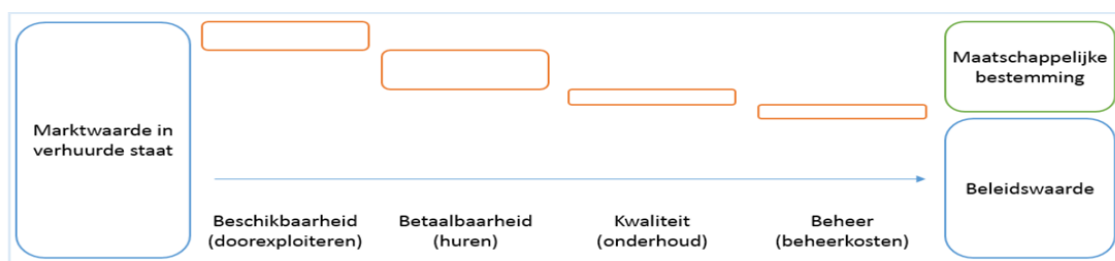 Marktwaarde in
verhuurde staat
Beschikbaarheid
(doorexploiteren)
Betaalbaarheid
(huren)
Kwaliteit
(onderhoud)
Beheer
(beheerkosten)
Maatschappelijke
bestemming
Beleidswaarde